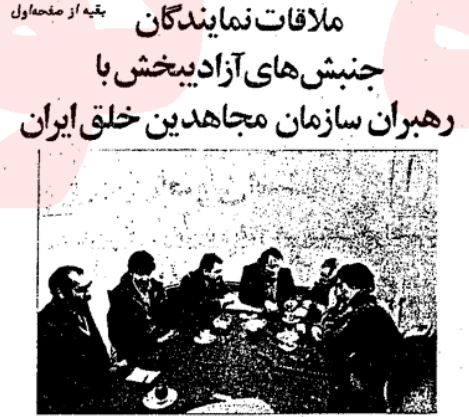 بقیه از صفحه‌اول
ملاقات نمایندگان
جنبش‌های آزادیبخش با
رهبران سازمان مجاهدین خلق ایران